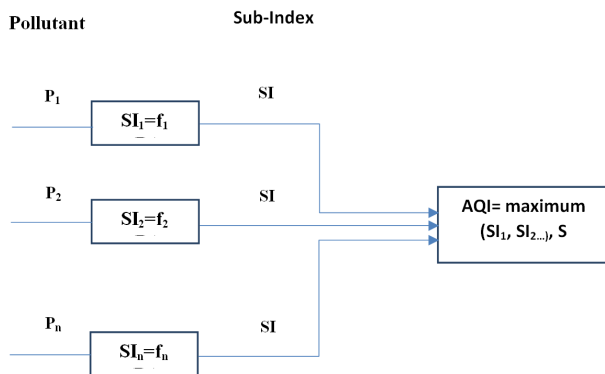 Pollutant
Sub-Index
P₁
SI
SI₁=f₁
P₂
SI
SI₂=f₂
AQI= maximum
(SI₁, SI₂...), S
Pₙ
SI
SIₙ=fₙ